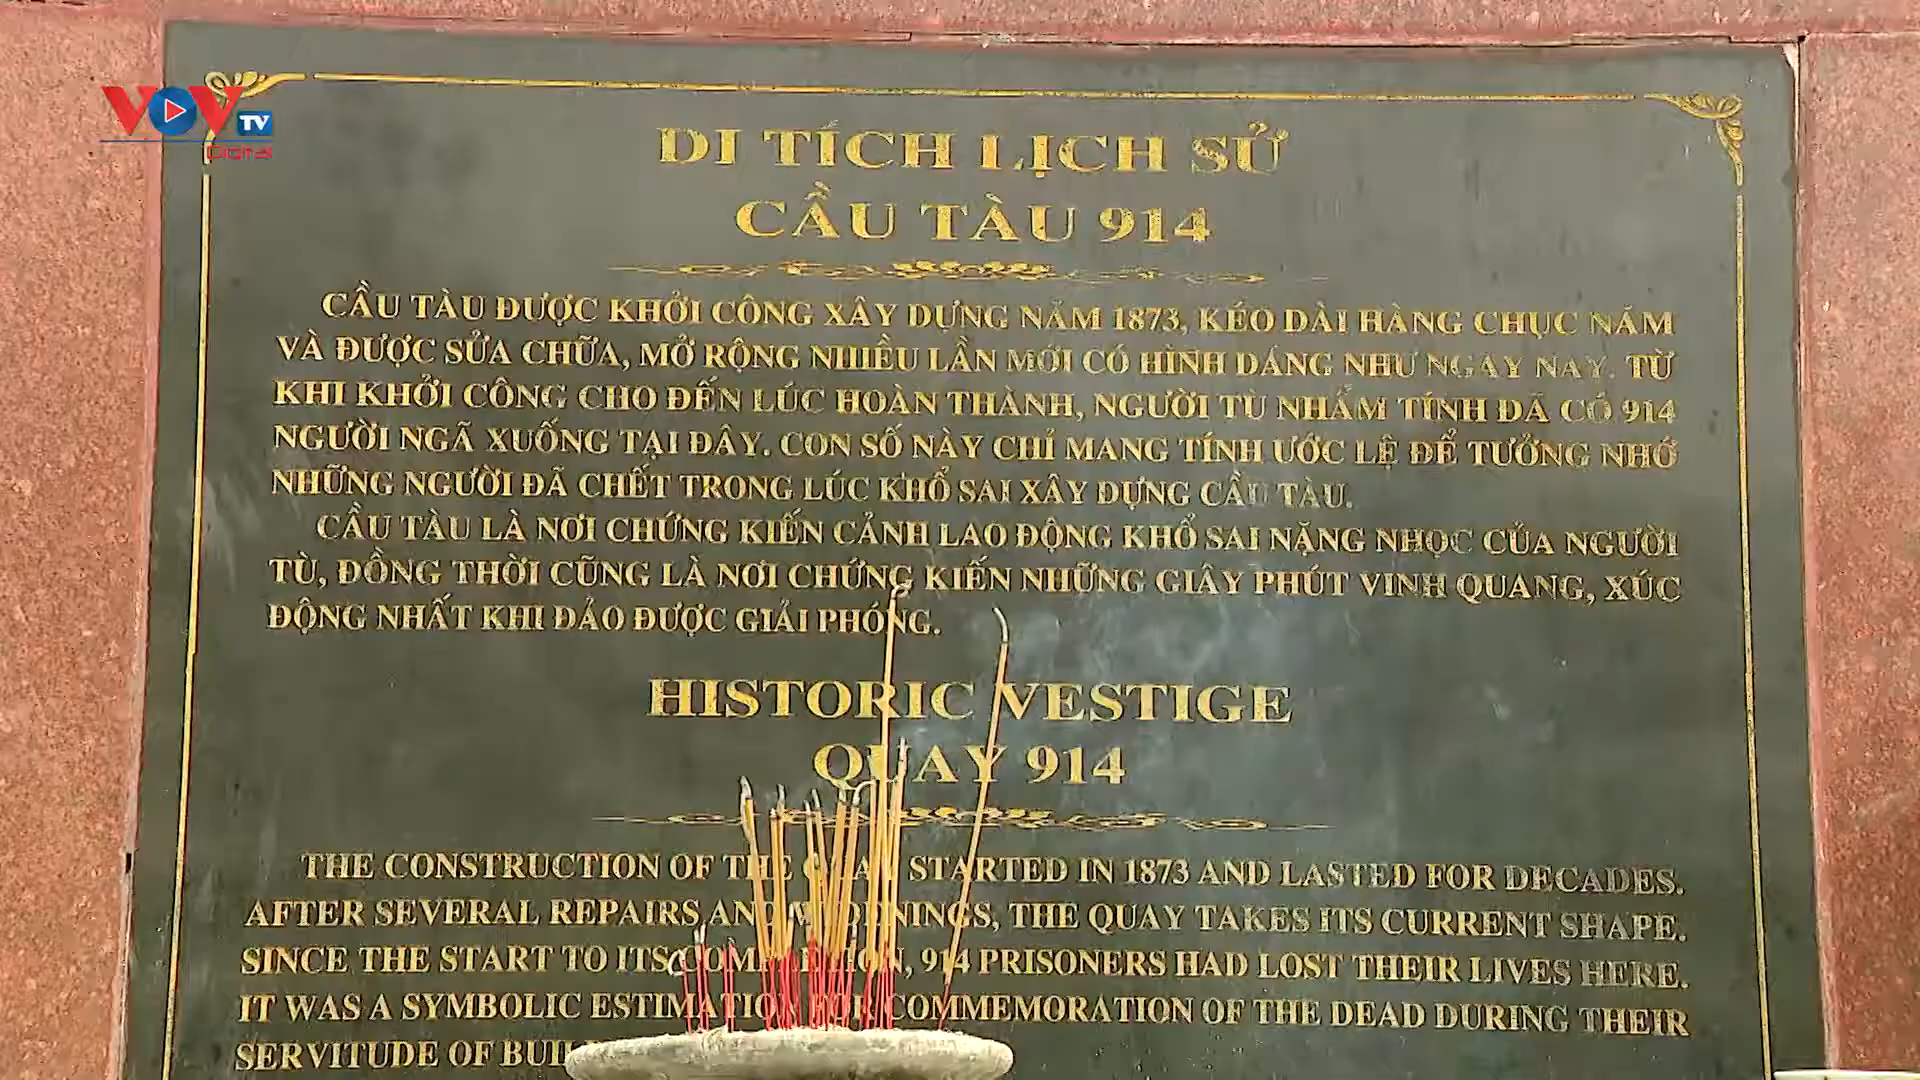 VOV TV
Digital
DI TÍCH LỊCH SỬ
CẦU TÀU 914
CẦU TÀU ĐƯỢC KHỞI CÔNG XÂY DỰNG NĂM 1873, KÉO DÀI HÀNG CHỤC NĂM
VÀ ĐƯỢC SỬA CHỮA, MỞ RỘNG NHIỀU LẦN MỚI CÓ HÌNH DÁNG NHƯ NGÀY NAY. TỪ
KHI KHỞI CÔNG CHO ĐẾN LÚC HOÀN THÀNH, NGƯỜI TÙ NHẨM TÍNH ĐÃ CÓ 914
NGƯỜI NGÃ XUỐNG TẠI ĐÂY. CON SỐ NÀY CHỈ MANG TÍNH ƯỚC LỆ ĐỂ TƯỞNG NHỚ
NHỮNG NGƯỜI ĐÃ CHẾT TRONG LÚC KHỔ SAI XÂY DỰNG CẦU TÀU.
CẦU TÀU LÀ NƠI CHỨNG KIẾN CẢNH LAO ĐỘNG KHỔ SAI NẶNG NHỌC CỦA NGƯỜI
TÙ, ĐỒNG THỜI CŨNG LÀ NƠI CHỨNG KIẾN NHỮNG GIÂY PHÚT VINH QUANG, XÚC
ĐỘNG NHẤT KHI ĐẢO ĐƯỢC GIẢI PHÓNG.
HISTORIC VESTIGE
QUAY 914
THE CONSTRUCTION OF THE QUAY STARTED IN 1873 AND LASTED FOR DECADES.
AFTER SEVERAL REPAIRS AND WIDENINGS, THE QUAY TAKES ITS CURRENT SHAPE.
SINCE THE START TO ITS COMPLETION, 914 PRISONERS HAD LOST THEIR LIVES HERE.
IT WAS A SYMBOLIC ESTIMATION FOR COMMEMORATION OF THE DEAD DURING THEIR
SERVITUDE OF